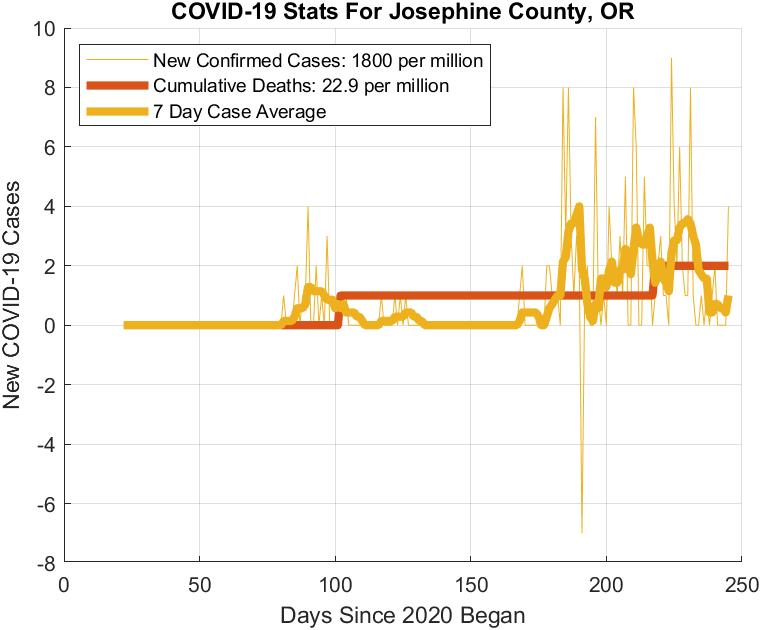 COVID-19 Stats For Josephine County, OR
New Confirmed Cases: 1800 per million
Cumulative Deaths: 22.9 per million
7 Day Case Average
New COVID-19 Cases
10
8
6
4
2
0
-2
-4
-6
-8
0 50 100 150 200 250
Days Since 2020 Began